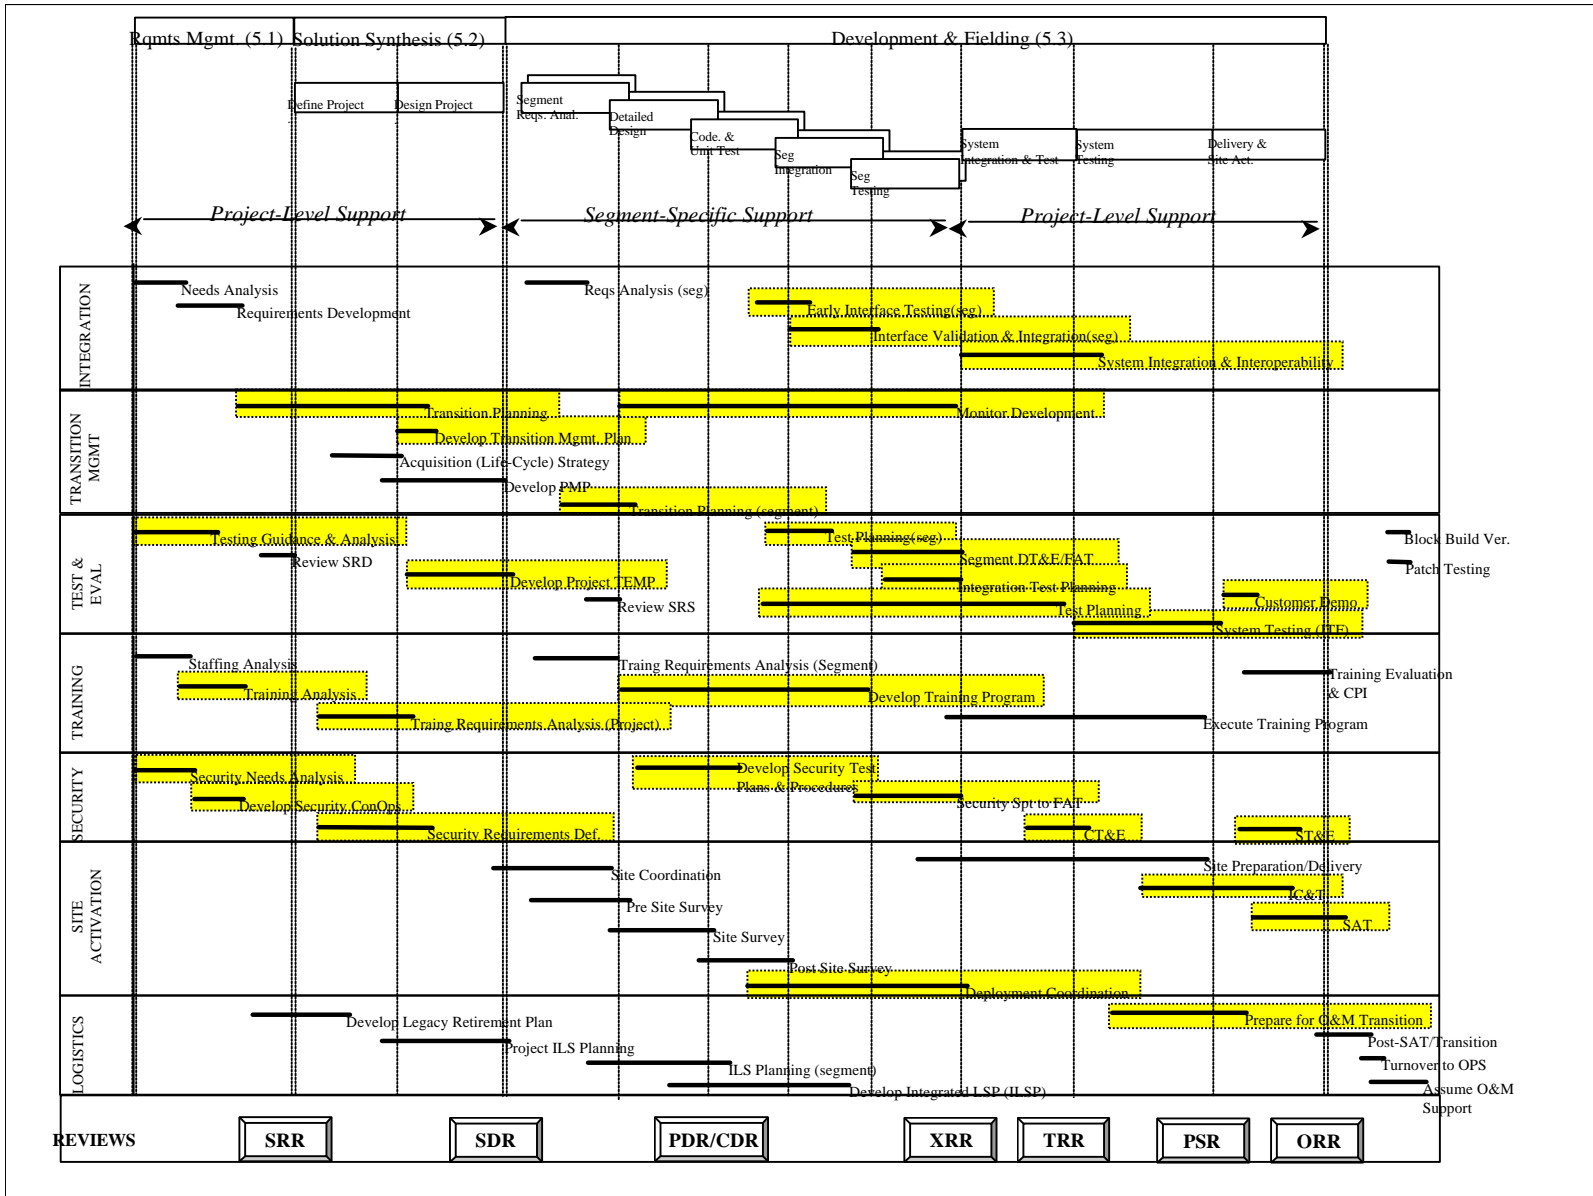 Rqmts Mgmt. (5.1)
Solution Synthesis (5.2)
Development & Fielding (5.3)
Define Project
Design Project
Segment
Reqs. Anal.
Detailed
Design
Code. &
Unit Test
Seg
Integration
Seg
Testing
System
Integration & Test
System
Testing
Delivery &
Site Act.
Project-Level Support
Segment-Specific Support
Project-Level Support
INTEGRATION
Needs Analysis
Requirements Development
Reqs Analysis (seg)
Early Interface Testing(seg)
Interface Validation & Integration(seg)
System Integration & Interoperability
TRANSITION
MGMT
Transition Planning
Monitor Development
Develop Transition Mgmt. Plan
Acquisition (Life-Cycle) Strategy
Develop PMP
Transition Planning (segment)
TEST &
EVAL
Testing Guidance & Analysis
Review SRD
Develop Project TEMP
Review SRS
Test Planning(seg)
Segment DT&E/FAT
Integration Test Planning
Test Planning
System Testing (ITF)
Customer Demo
Block Build Ver.
Patch Testing
TRAINING
Staffing Analysis
Training Analysis
Traing Requirements Analysis (Project)
Traing Requirements Analysis (Segment)
Develop Training Program
Execute Training Program
Training Evaluation
& CPI
SECURITY
Security Needs Analysis
Develop Security ConOps
Security Requirements Def.
Develop Security Test
Plans & Procedures
Security Spt to FAT
CT&E
ST&E
SITE
ACTIVATION
Site Coordination
Pre Site Survey
Site Survey
Post Site Survey
Deployment Coordination
Site Preparation/Delivery
IC&T
SAT
LOGISTICS
Develop Legacy Retirement Plan
Project ILS Planning
ILS Planning (segment)
Develop Integrated LSP (ILSP)
Prepare for O&M Transition
Post-SAT/Transition
Turnover to OPS
Assume O&M
Support
REVIEWS
SRR
SDR
PDR/CDR
XRR
TRR
PSR
ORR